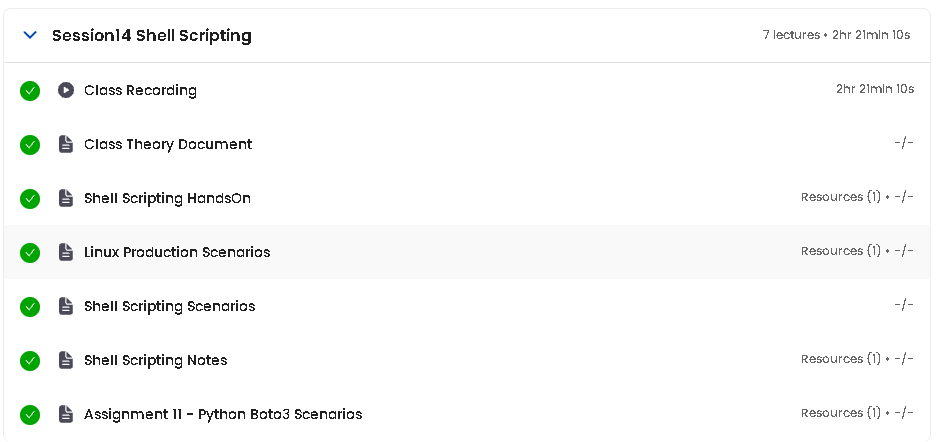 Session14 Shell Scripting 7 lectures • 2hr 21min 10s
Class Recording 2hr 21min 10s
Class Theory Document -/-
Shell Scripting HandsOn Resources (1) • -/-
Linux Production Scenarios Resources (1) • -/-
Shell Scripting Scenarios -/-
Shell Scripting Notes Resources (1) • -/-
Assignment 11 - Python Boto3 Scenarios Resources (1) • -/-